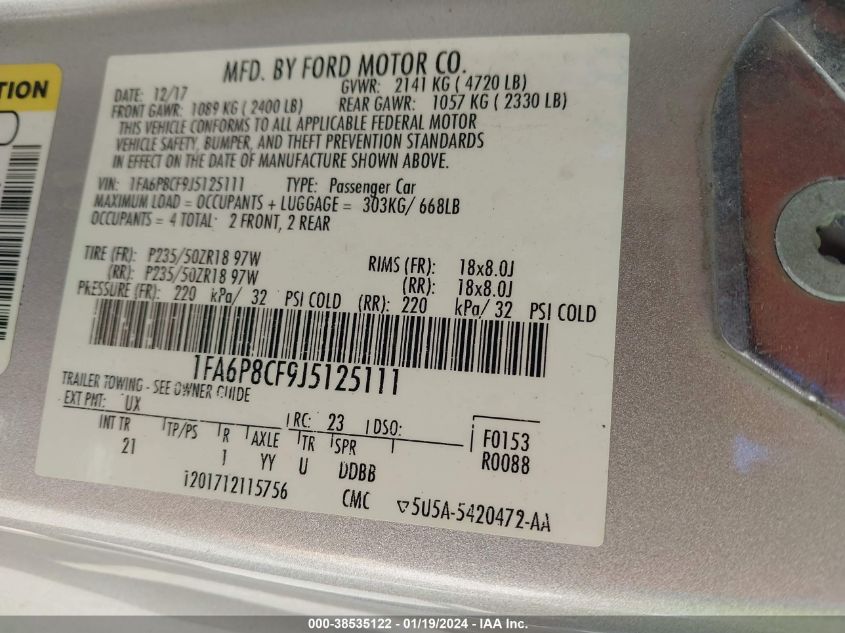 TION
MFD. BY FORD MOTOR CO.
DATE: 12/17 GVWR: 2141 KG ( 4720 LB)
FRONT GAWR: 1089 KG ( 2400 LB) REAR GAWR: 1057 KG ( 2330 LB)
THIS VEHICLE CONFORMS TO ALL APPLICABLE FEDERAL MOTOR
VEHICLE SAFETY, BUMPER, AND THEFT PREVENTION STANDARDS
IN EFFECT ON THE DATE OF MANUFACTURE SHOWN ABOVE.
VIN: 1FA6P8CF9J5125111 TYPE: Passenger Car
MAXIMUM LOAD = OCCUPANTS + LUGGAGE = 303KG/ 668LB
OCCUPANTS = 4 TOTAL: 2 FRONT, 2 REAR
TIRE (FR): P235/50ZR18 97W RIMS (FR): 18x8.0J
(RR): P235/50ZR18 97W (RR): 18x8.0J
PRESSURE (FR): 220 kPa/ 32 PSI COLD (RR): 220 kPa/ 32 PSI COLD
1FA6P8CF9J5125111
TRAILER TOWING - SEE OWNER GUIDE
EXT PNT: UX RC: 23 DSO: F0153
INT TR TP/PS R AXLE TR SPR R0088
21 1 YY U DDBB
i201712115756 CMC ▽5U5A-5420472-AA
000-38535122 - 01/19/2024 - IAA Inc.